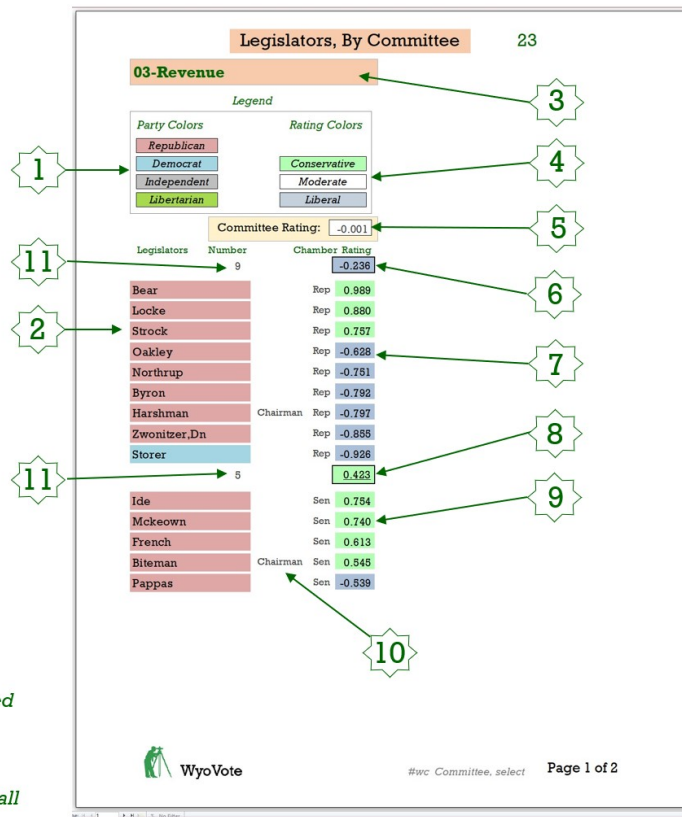 Legislators, By Committee 23
03-Revenue
3
Legend
Party Colors Rating Colors
Republican
1 Democrat Conservative 4
Independent Moderate
Libertarian Liberal
Committee Rating: -0.001 5
Legislators Number Chamber Rating
11 9 -0.236
6
Bear Rep 0.989
Locke Rep 0.880
2 Strock Rep 0.757
Oakley Rep -0.628
7
Northrup Rep -0.751
Byron Rep -0.792
Harshman Chairman Rep -0.797
Zwonitzer,Dn Rep -0.855
8
Storer Rep -0.926
11 5 0.423
9
Ide Sen 0.754
Mckeown Sen 0.740
French Sen 0.613
Biteman Chairman Sen 0.545
Pappas Sen -0.539
10
ed
WyoVote #wc Committee, select Page 1 of 2
all